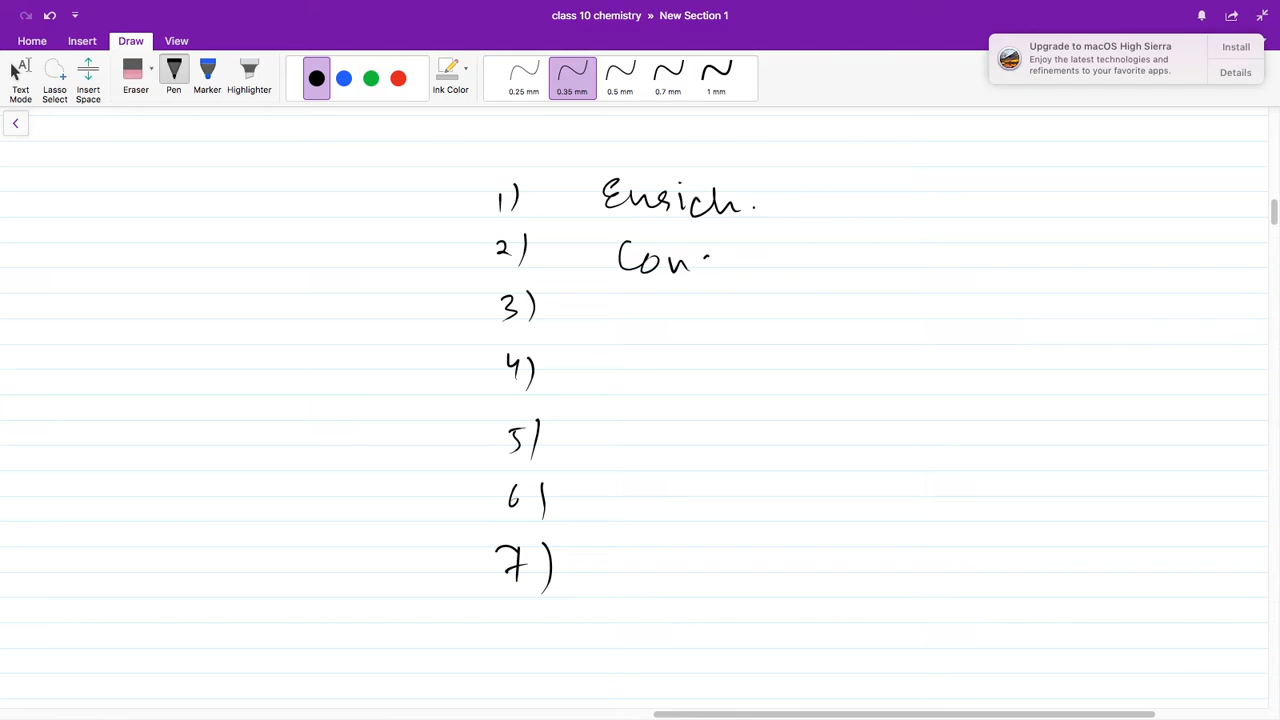 class 10 chemistry » New Section 1
Home Insert Draw View
Upgrade to macOS High Sierra
Enjoy the latest technologies and
refinements to your favorite apps.
Install
Details
Text Mode
Lasso Select
Insert Space
Eraser
Pen
Marker
Highlighter
Ink Color
0.25 mm
0.35 mm
0.5 mm
0.7 mm
1 mm
1) Enrich.
2) Con
3)
4)
5)
6)
7)